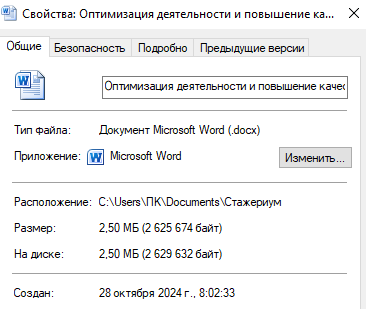 Свойства: Оптимизация деятельности и повышение ка...
Общие Безопасность Подробно Предыдущие версии
Оптимизация деятельности и повышение качес
Тип файла: Документ Microsoft Word (.docx)
Приложение: Microsoft Word Изменить...
Расположение: C:\Users\ПК\Documents\Стажериум
Размер: 2,50 МБ (2 625 674 байт)
На диске: 2,50 МБ (2 629 632 байт)
Создан: 28 октября 2024 г., 8:02:33